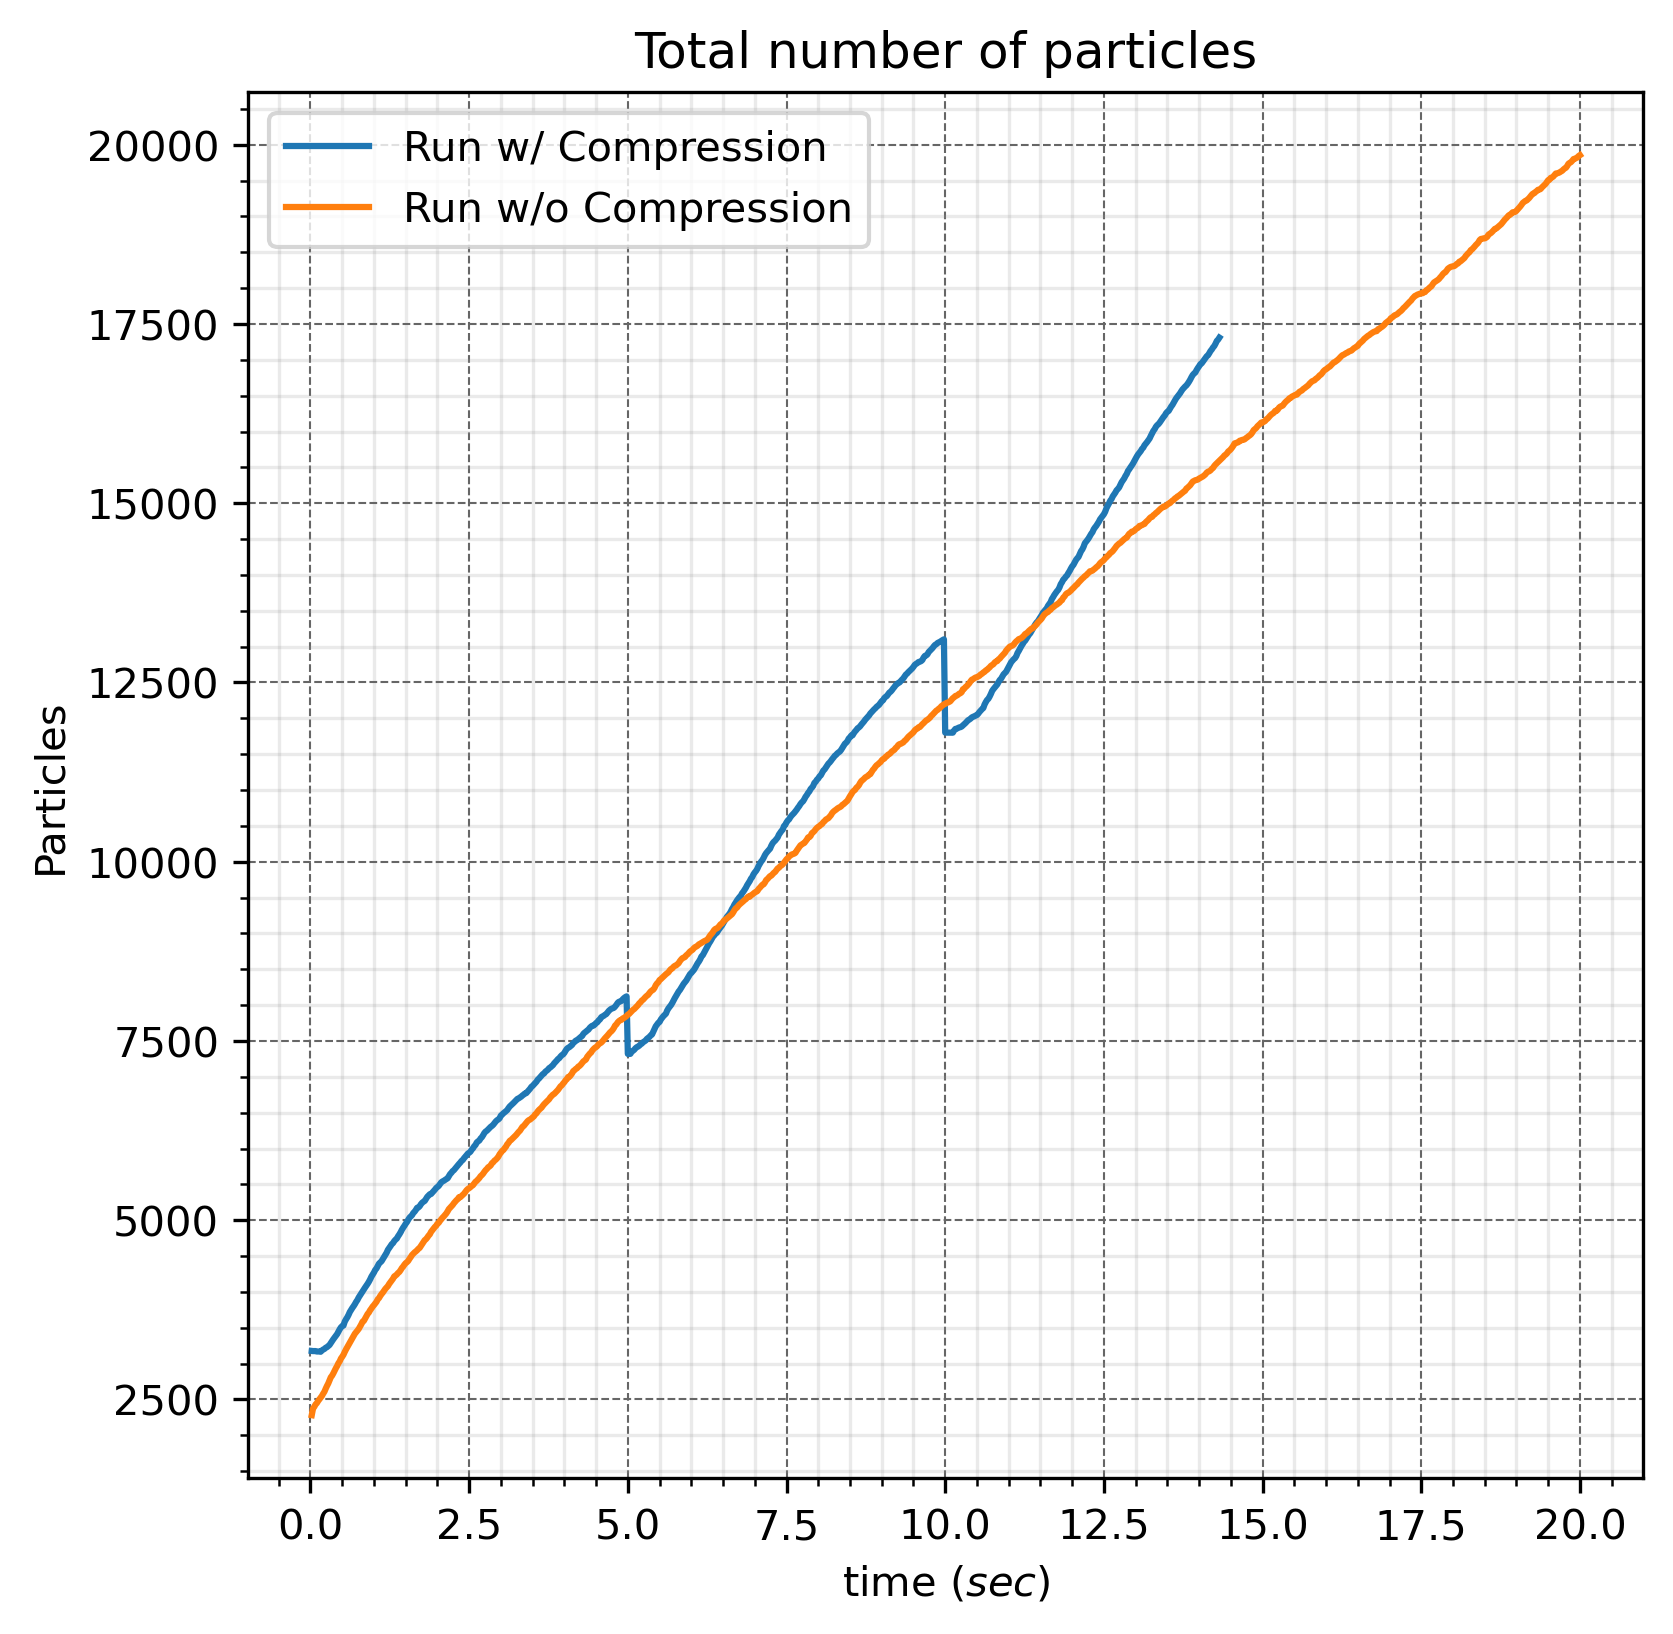 Total number of particles
Run w/ Compression
Run w/o Compression
20000
17500
15000
12500
10000
7500
5000
2500
Particles
0.0 2.5 5.0 7.5 10.0 12.5 15.0 17.5 20.0
time (sec)